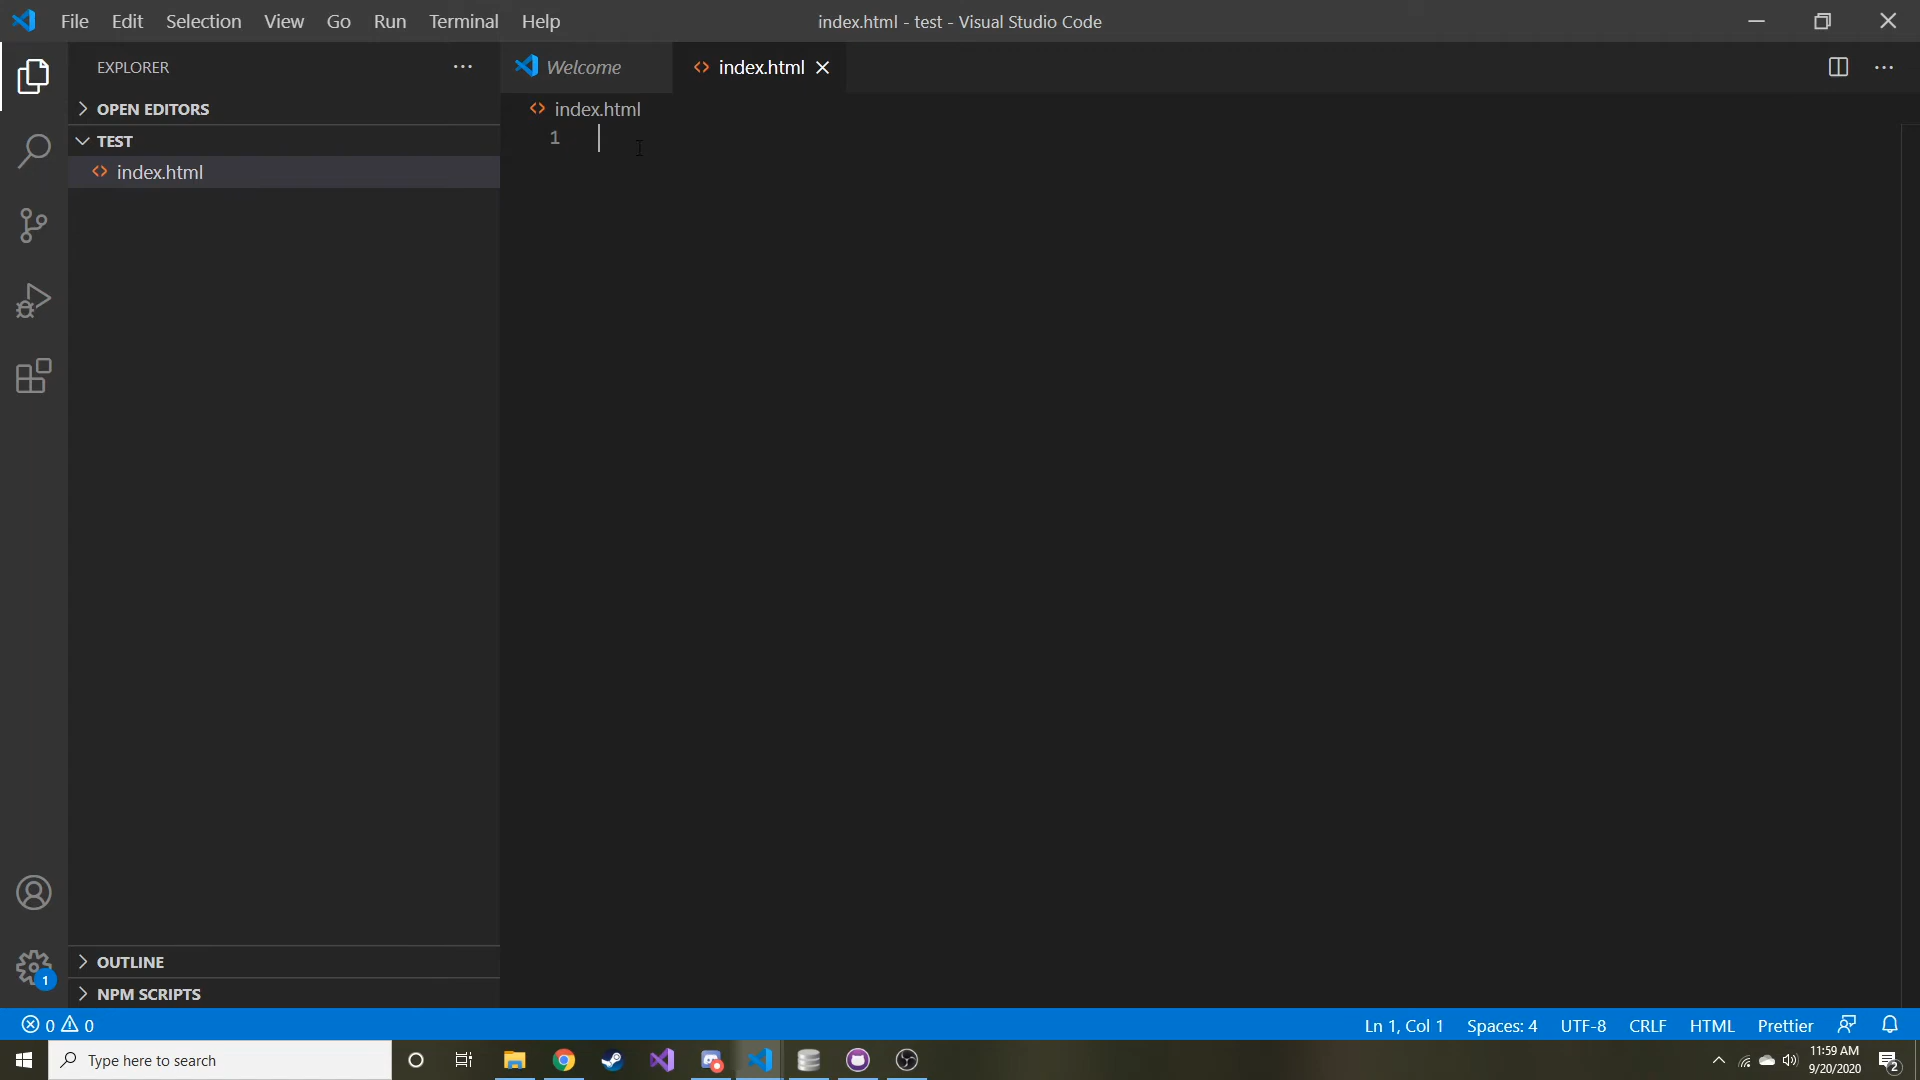 File Edit Selection View Go Run Terminal Help
index.html - test - Visual Studio Code
EXPLORER
OPEN EDITORS
TEST
index.html
OUTLINE
NPM SCRIPTS
Welcome
index.html
index.html
1
1
0 0
Ln 1, Col 1 Spaces: 4 UTF-8 CRLF HTML Prettier
Type here to search
11:59 AM
9/20/2020
2